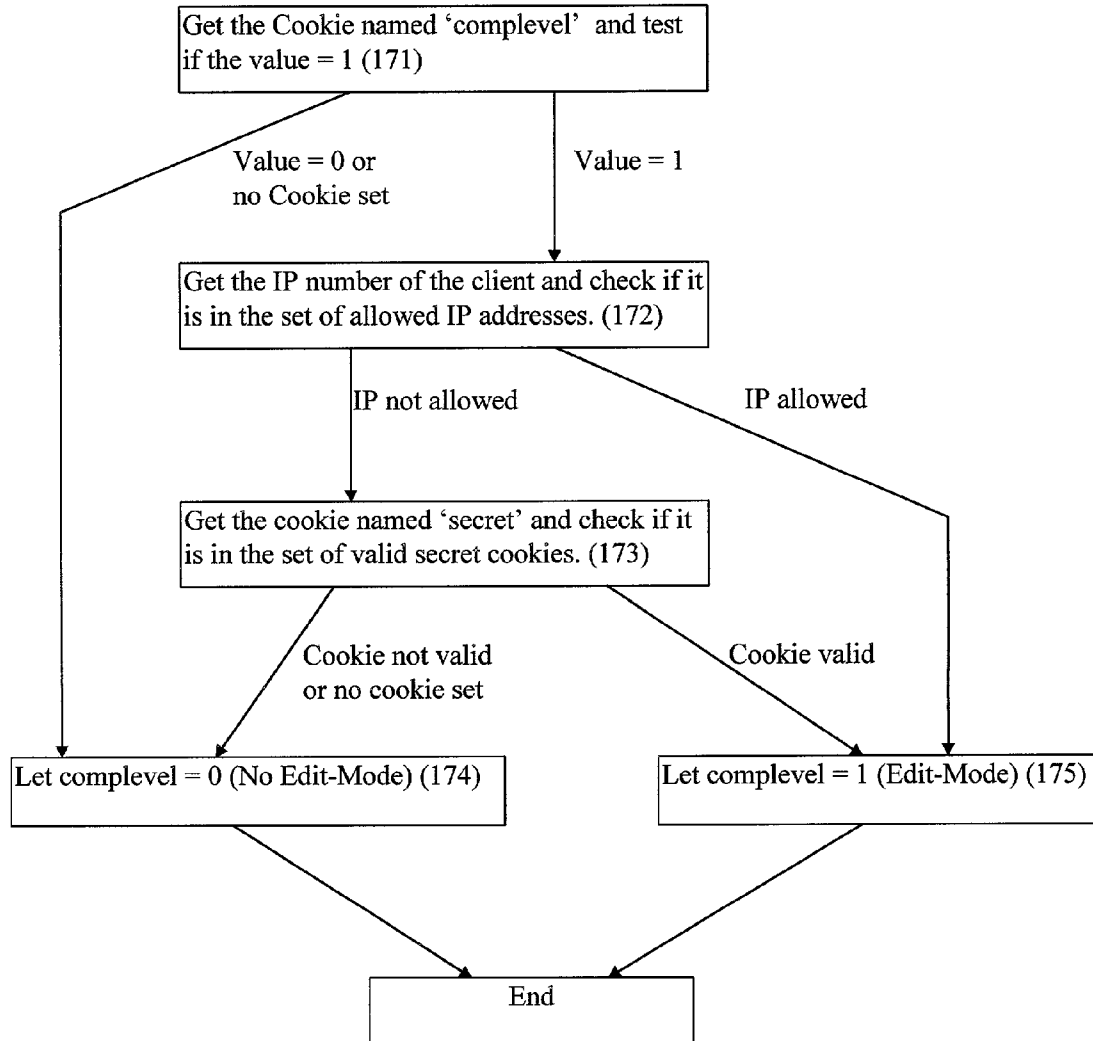 Get the Cookie named ‘complevel’ and test
if the value = 1 (171)
Value = 0 or
no Cookie set
Value = 1
Get the IP number of the client and check if it
is in the set of allowed IP addresses. (172)
IP not allowed
IP allowed
Get the cookie named ‘secret’ and check if it
is in the set of valid secret cookies. (173)
Cookie not valid
or no cookie set
Cookie valid
Let complevel = 0 (No Edit-Mode) (174)
Let complevel = 1 (Edit-Mode) (175)
End